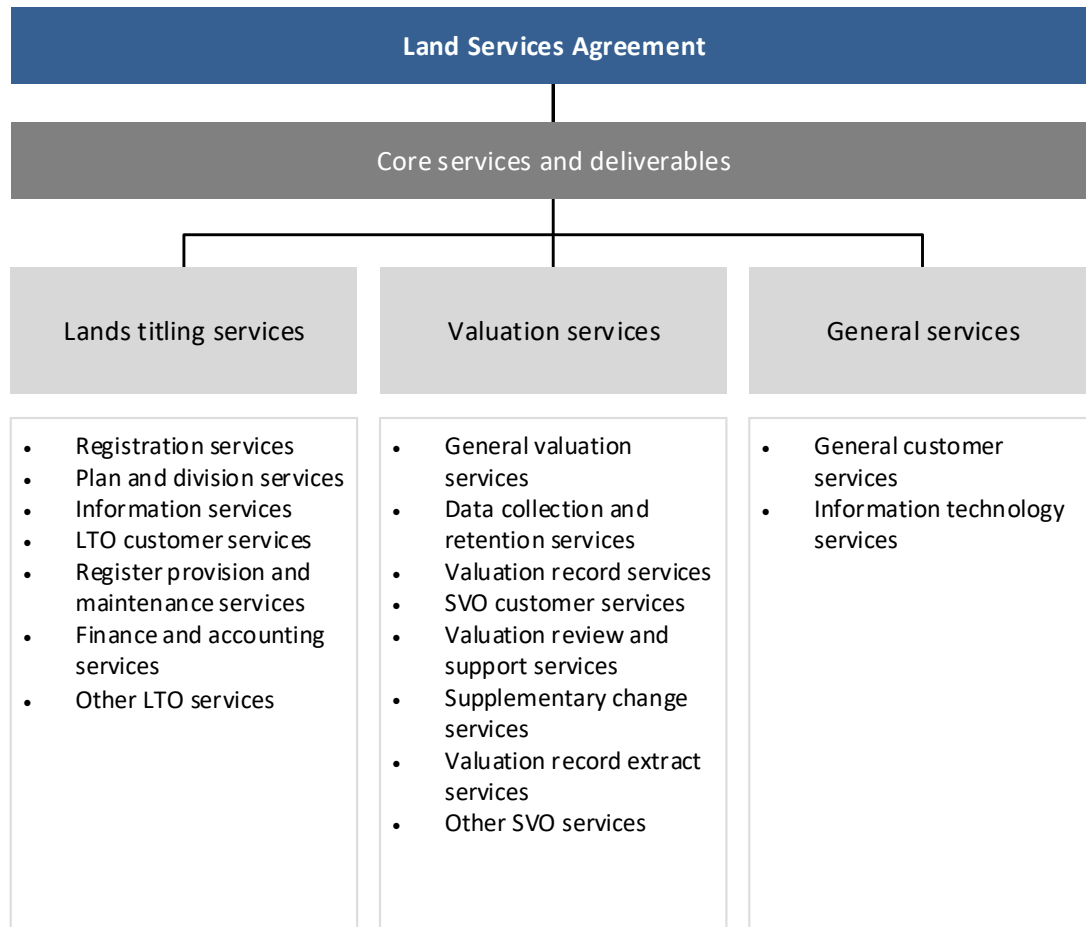 Land Services Agreement
Core services and deliverables
Lands titling services
Valuation services
General services
• Registration services
• Plan and division services
• Information services
• LTO customer services
• Register provision and
maintenance services
• Finance and accounting
services
• Other LTO services
• General valuation
services
• Data collection and
retention services
• Valuation record services
• SVO customer services
• Valuation review and
support services
• Supplementary change
services
• Valuation record extract
services
• Other SVO services
• General customer
services
• Information technology
services